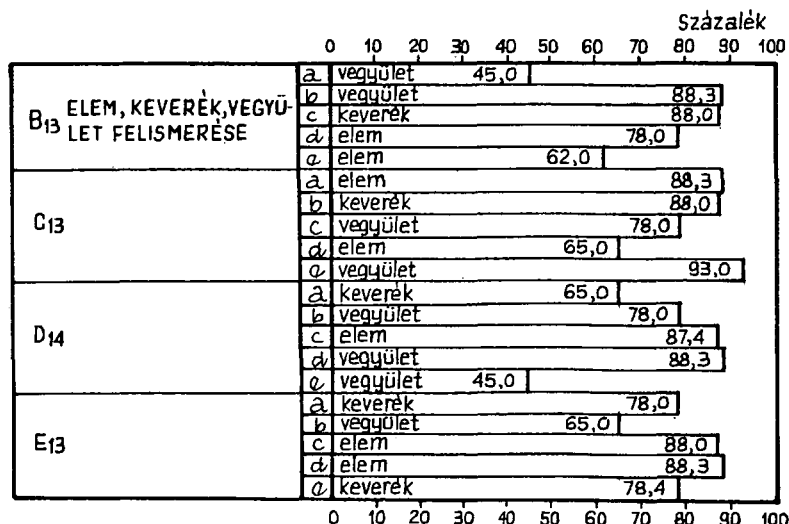 Százalék
0 10 20 30 40 50 60 70 80 90 100
B13 ELEM, KEVERÉK, VEGYÜ-
LET FELISMERÉSE
a vegyület 45,0
b vegyület 88,3
c keverék 88,0
d elem 78,0
e elem 62,0
C13
a elem 88,3
b keverék 88,0
c vegyület 78,0
d elem 65,0
e vegyület 93,0
D14
a keverék 65,0
b vegyület 78,0
c elem 87,4
d vegyület 88,3
e vegyület 45,0
E13
a keverék 78,0
b vegyület 65,0
c elem 88,0
d elem 88,3
e keverék 78,4
0 10 20 30 40 50 60 70 80 90 100